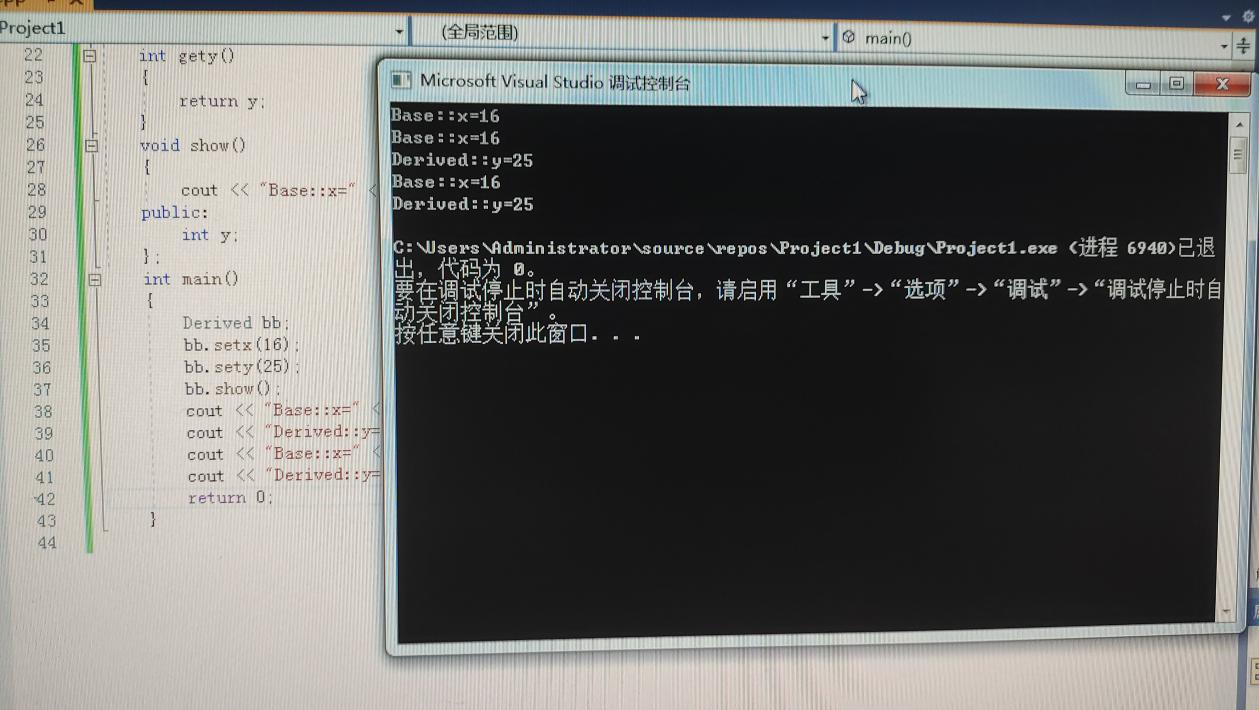 Project1
(全局范围)
main()
22 int gety()
23 {
24 return y;
25 }
26 void show()
27 {
28 cout << "Base::x=" <
29 public:
30 int y;
31 };
32 int main()
33 {
34 Derived bb;
35 bb.setx(16);
36 bb.sety(25);
37 bb.show();
38 cout << "Base::x=" <
39 cout << "Derived::y=
40 cout << "Base::x=" <
41 cout << "Derived::y=
42 return 0;
43 }
44
Microsoft Visual Studio 调试控制台
Base::x=16
Base::x=16
Derived::y=25
Base::x=16
Derived::y=25
C:\Users\Administrator\source\repos\Project1\Debug\Project1.exe (进程 6940)已退
出，代码为 0。
要在调试停止时自动关闭控制台，请启用“工具”->“选项”->“调试”->“调试停止时自
动关闭控制台”。
按任意键关闭此窗口. . .